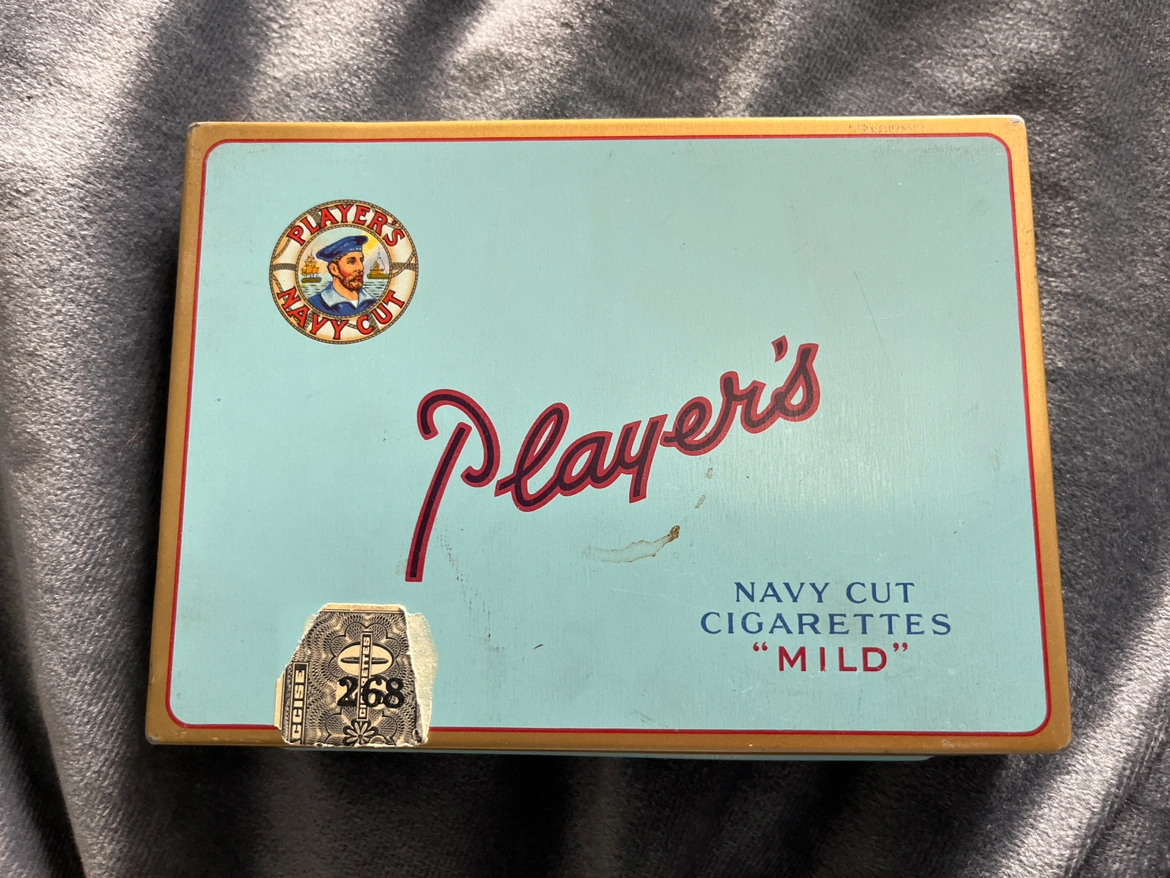 PLAYER'S
NAVY CUT
Player's
NAVY CUT
CIGARETTES
"MILD"
268